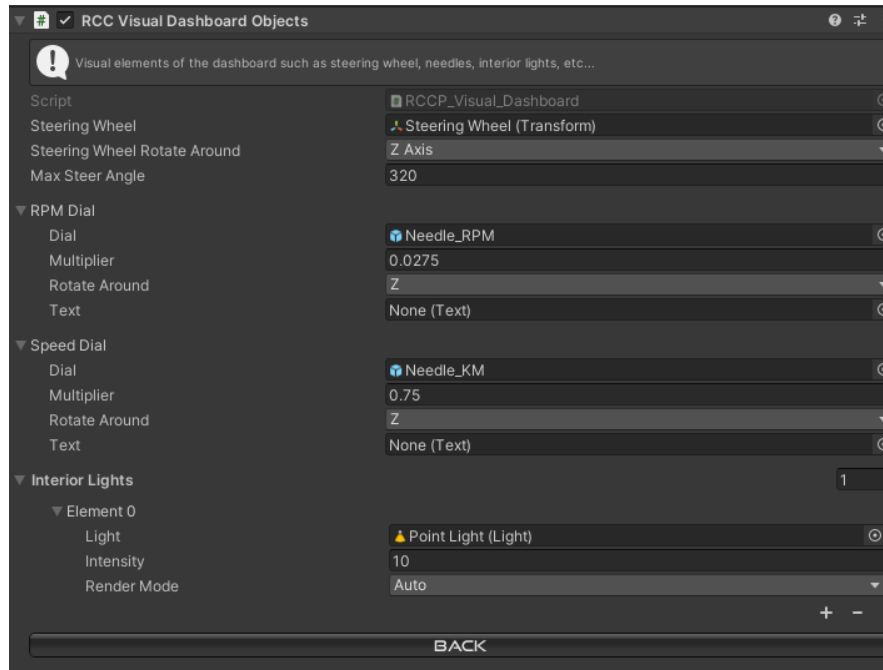 RCC Visual Dashboard Objects
Visual elements of the dashboard such as steering wheel, needles, interior lights, etc...
Script RCCP_Visual_Dashboard
Steering Wheel Steering Wheel (Transform)
Steering Wheel Rotate Around Z Axis
Max Steer Angle 320
RPM Dial
Dial Needle_RPM
Multiplier 0.0275
Rotate Around Z
Text None (Text)
Speed Dial
Dial Needle_KM
Multiplier 0.75
Rotate Around Z
Text None (Text)
Interior Lights 1
Element 0
Light Point Light (Light)
Intensity 10
Render Mode Auto
+ −
BACK